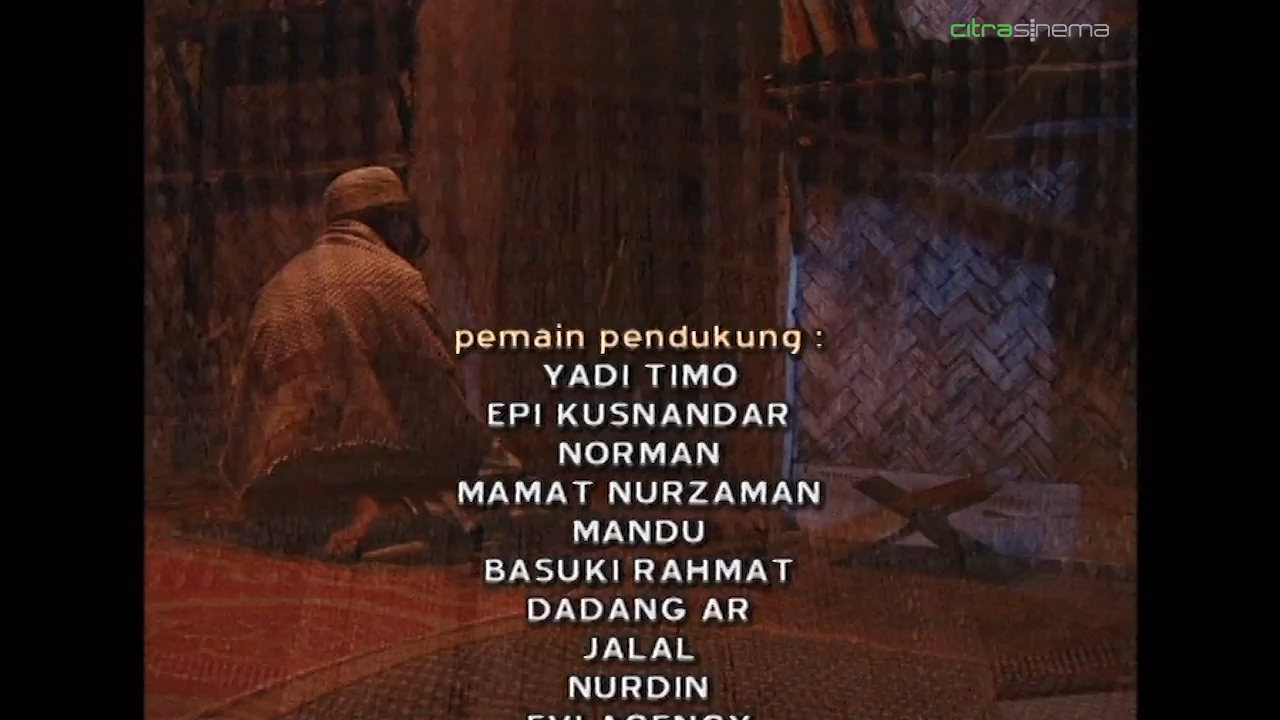 citrasinema
pemain pendukung :
YADI TIMO
EPI KUSNANDAR
NORMAN
MAMAT NURZAMAN
MANDU
BASUKI RAHMAT
DADANG AR
JALAL
NURDIN